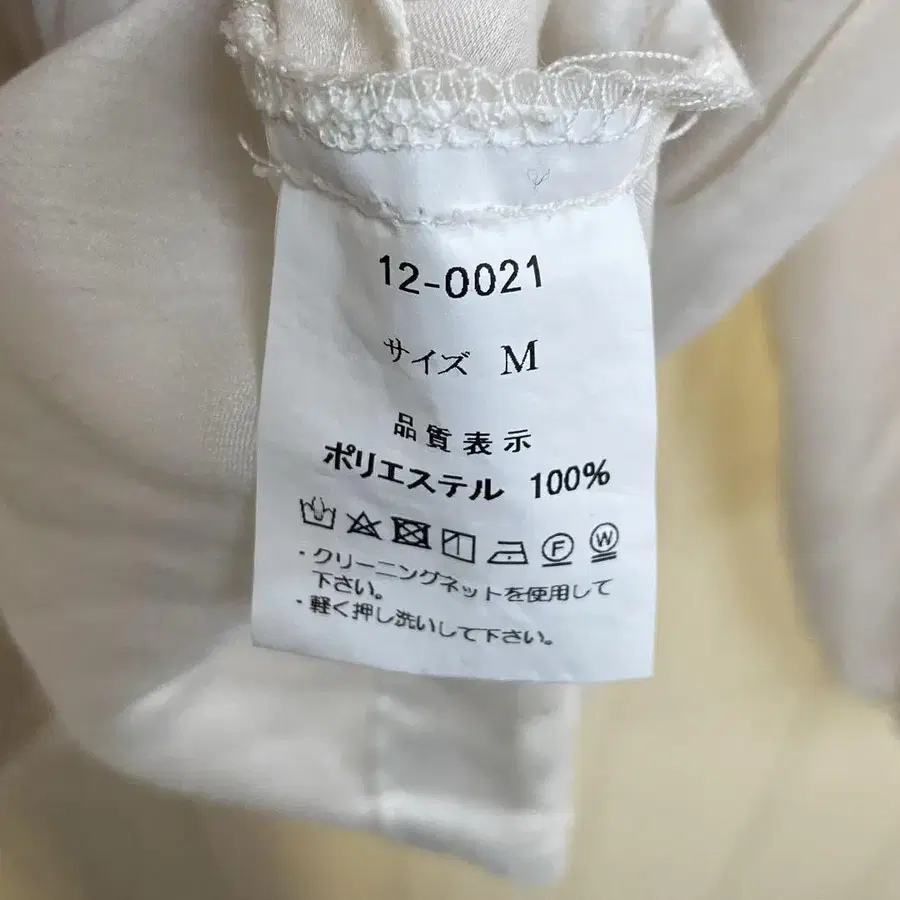 12-0021
サイズ M
品質表示
ポリエステル 100%
F W
・クリーニングネットを使用して
下さい。
・軽く押し洗いして下さい。